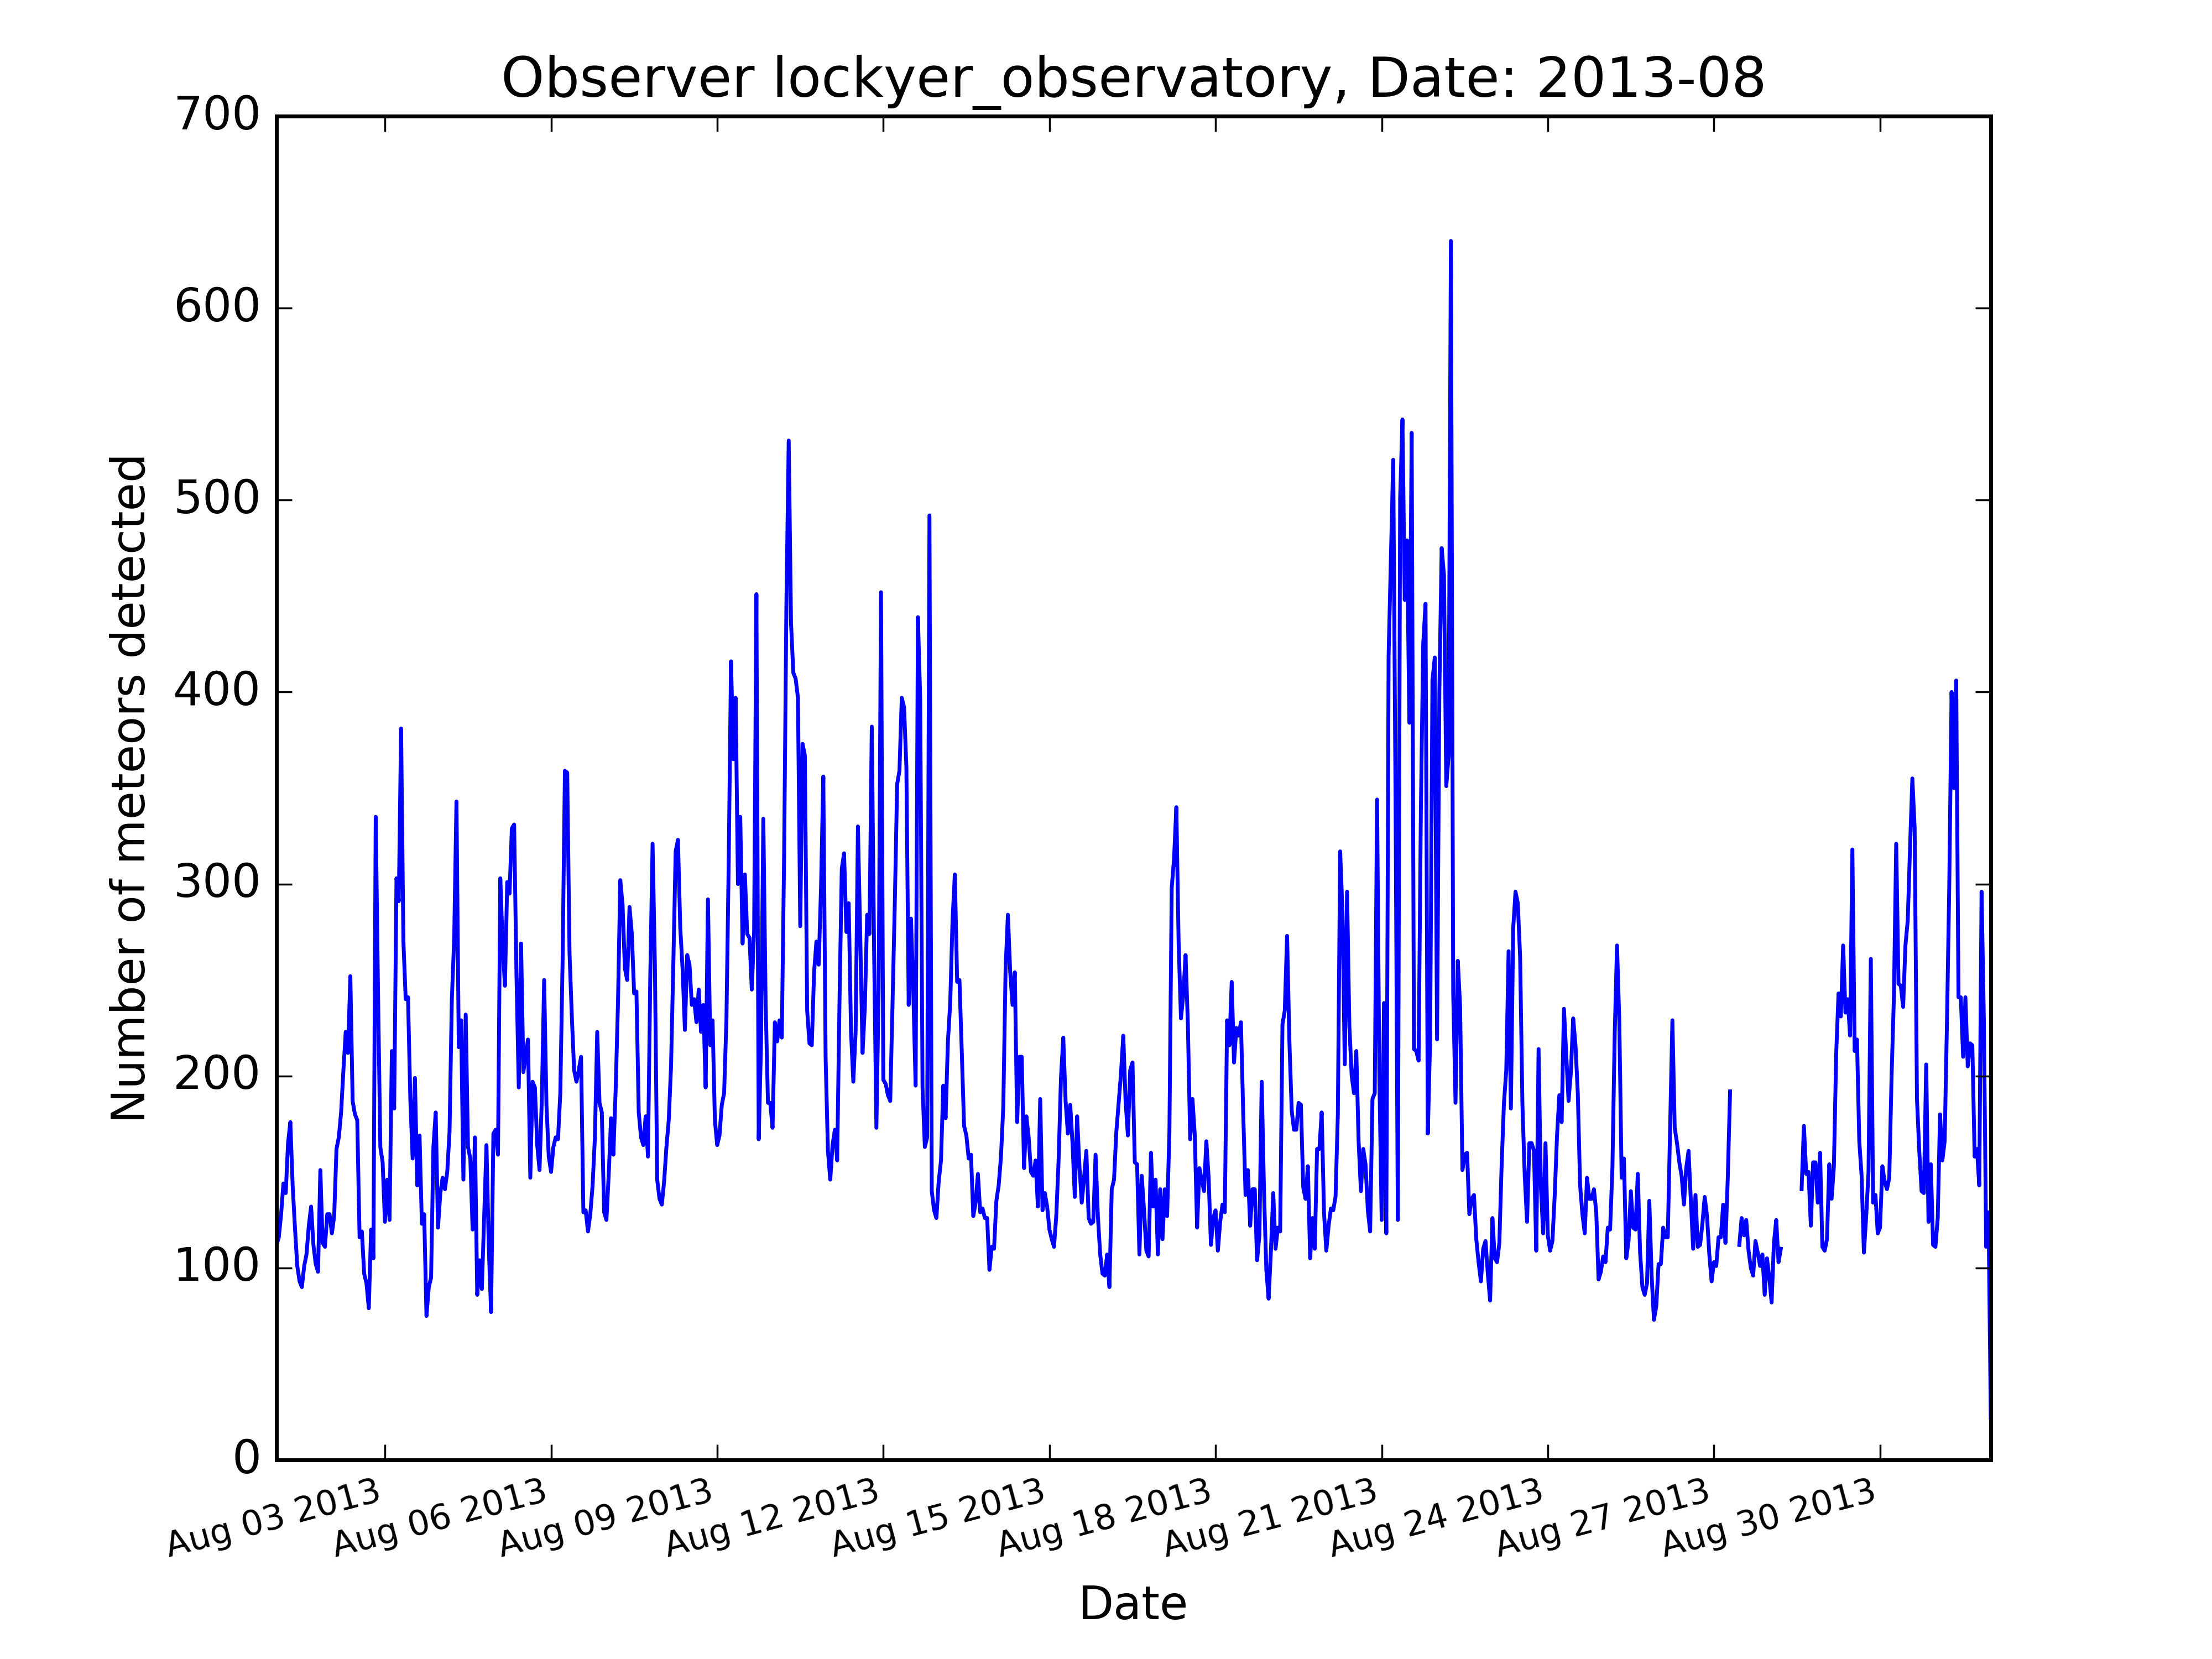 Observer lockyer_observatory, Date: 2013-08
700
600
500
400
300
200
100
0
Number of meteors detected
Aug 03 2013
Aug 06 2013
Aug 09 2013
Aug 12 2013
Aug 15 2013
Aug 18 2013
Aug 21 2013
Aug 24 2013
Aug 27 2013
Aug 30 2013
Date